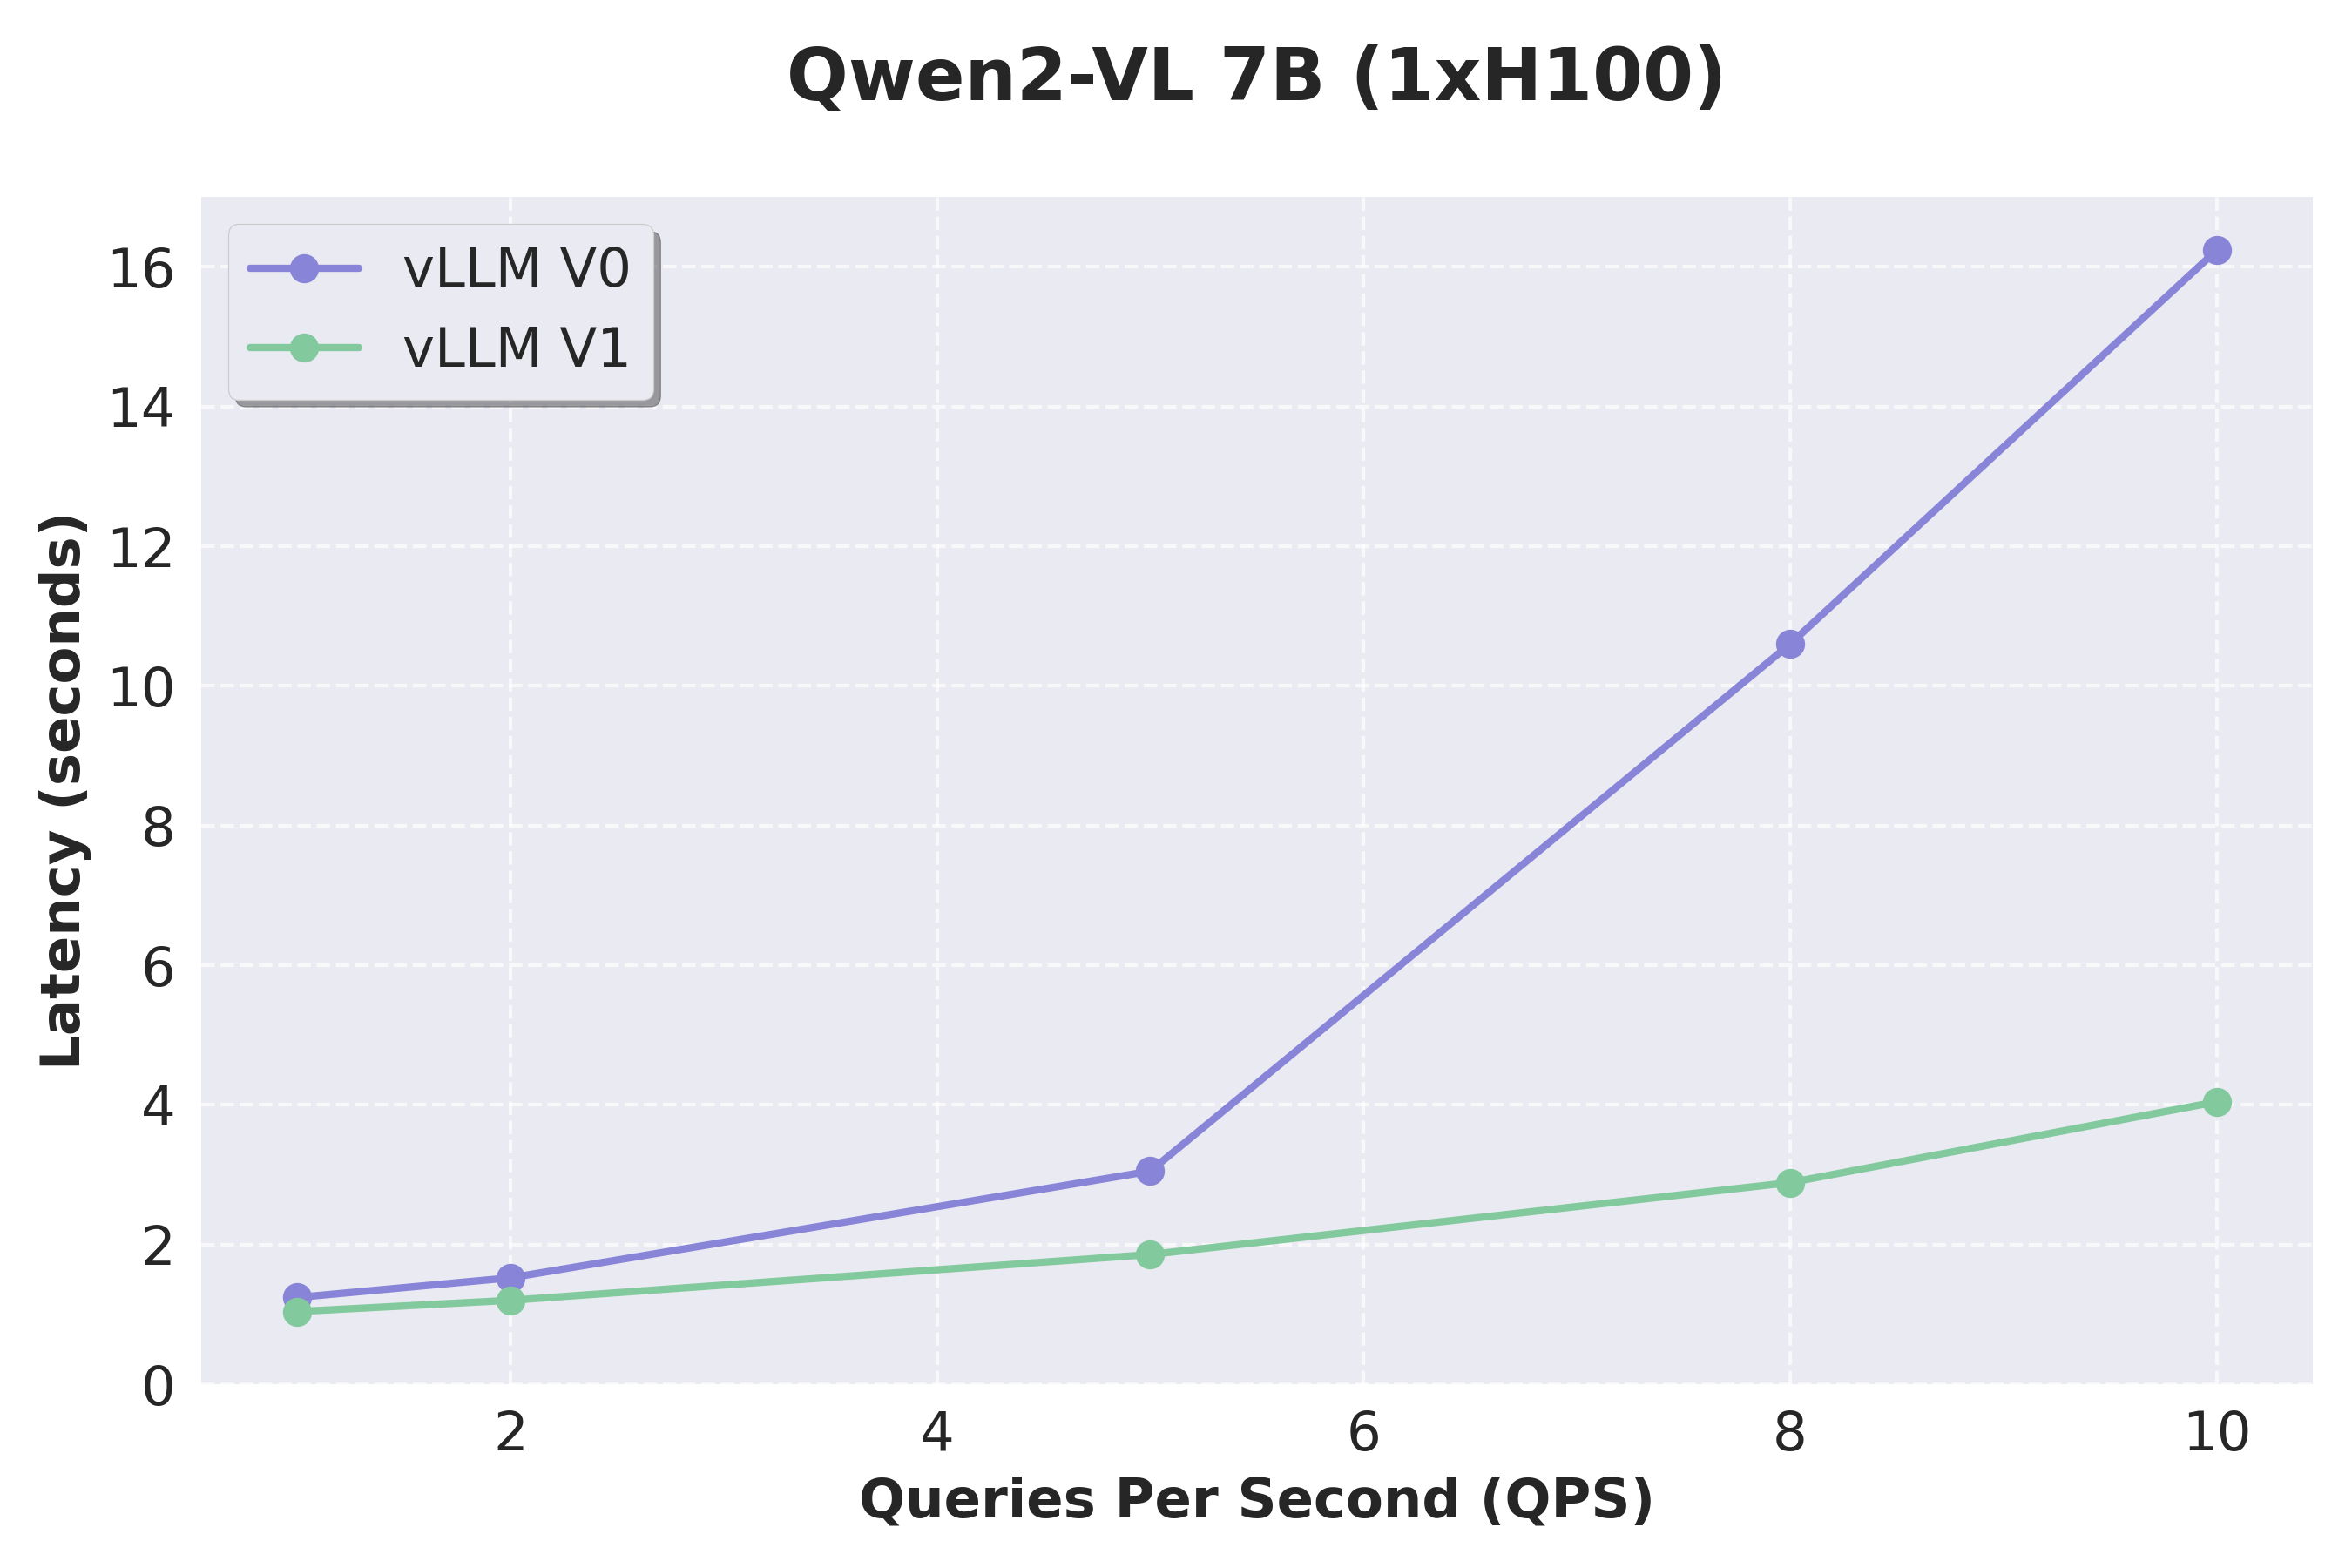 Qwen2-VL 7B (1xH100)
vLLM V0
vLLM V1
Latency (seconds)
16
14
12
10
8
6
4
2
0
2 4 6 8 10
Queries Per Second (QPS)